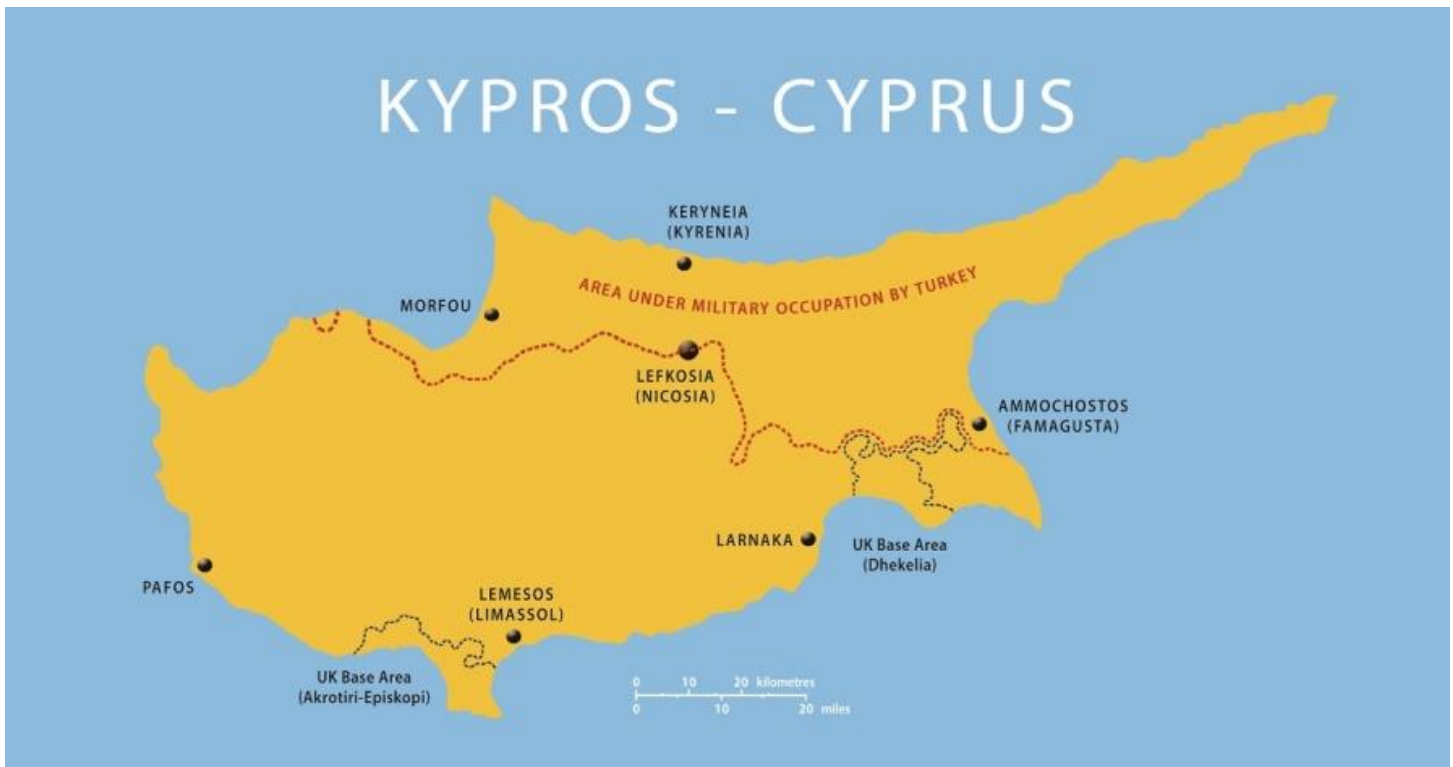 KYPROS - CYPRUS
KERYNEIA
(KYRENIA)
AREA UNDER MILITARY OCCUPATION BY TURKEY
MORFOU
LEFKOSIA
(NICOSIA)
AMMOCHOSTOS
(FAMAGUSTA)
LARNAKA
UK Base Area
(Dhekelia)
PAFOS
LEMESOS
(LIMASSOL)
UK Base Area
(Akrotiri-Episkopi)
0 10 20 kilometres
0 10 20 miles